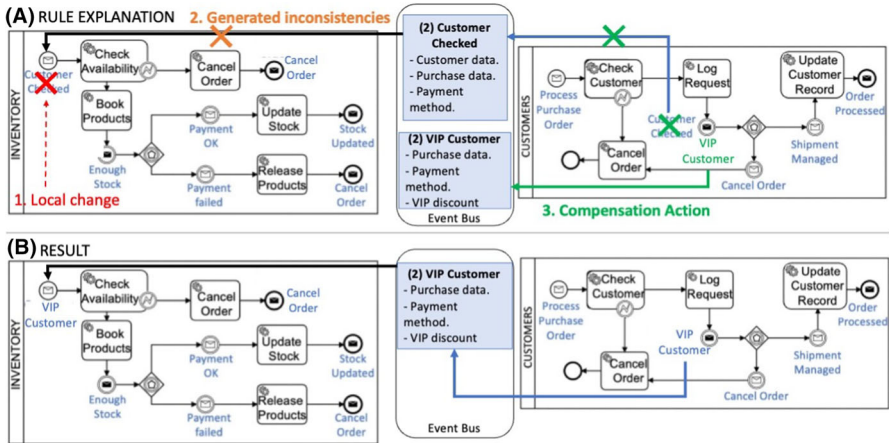 (A) RULE EXPLANATION
2. Generated inconsistencies
INVENTORY
Customer
Checked
Check
Availability
Cancel
Order
Cancel
Order
Book
Products
Payment
OK
Update
Stock
Stock
Updated
Enough
Stock
Payment
failed
Release
Products
Cancel
Order
1. Local change
(2) Customer
Checked
- Customer data.
- Purchase data.
- Payment
method.
(2) VIP Customer
- Purchase data.
- Payment
method.
- VIP discount
Event Bus
CUSTOMERS
Process
Purchase
Order
Check
Customer
Log
Request
Update
Customer
Record
Order
Processed
Customer
Checked
VIP
Customer
Shipment
Managed
Cancel
Order
Cancel Order
3. Compensation Action
(B) RESULT
INVENTORY
VIP
Customer
Check
Availability
Cancel
Order
Cancel
Order
Book
Products
Payment
OK
Update
Stock
Stock
Updated
Enough
Stock
Payment
failed
Release
Products
Cancel
Order
(2) VIP Customer
- Purchase data.
- Payment
method.
- VIP discount
Event Bus
CUSTOMERS
Process
Purchase
Order
Check
Customer
Log
Request
Update
Customer
Record
Order
Processed
VIP
Customer
Shipment
Managed
Cancel
Order
Cancel Order